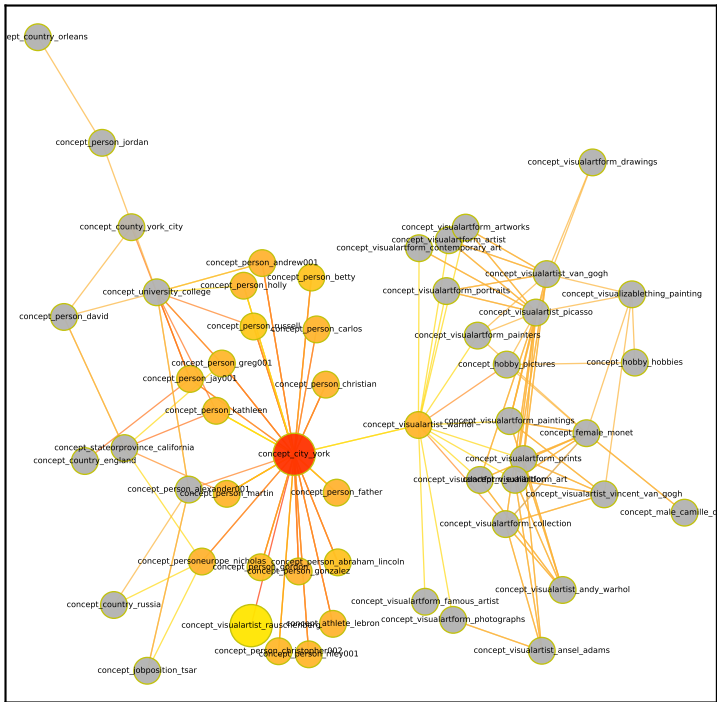 ept_country_orleans
concept_person_jordan
concept_visualartform_drawings
concept_county_york_city
concept_visualartform_artworks
concept_visualartform_artist
concept_visualartform_contemporary_art
concept_person_andrew001
concept_visualartist_van_gogh
concept_person_betty
concept_person_holly
concept_university_college
concept_visualartform_portraits
concept_visualizablething_painting
concept_visualartist_picasso
concept_person_david
concept_person_russell
concept_person_carlos
concept_visualartform_painters
concept_person_greg001
concept_hobby_pictures
concept_hobby_hobbies
concept_person_jay001
concept_person_christian
concept_person_kathleen
concept_visualartist_warhol
concept_visualartform_paintings
concept_female_monet
concept_stateorprovince_california
concept_city_york
concept_country_england
concept_visualartform_prints
concept_visualartform_art
concept_person_alexander001
concept_person_martin
concept_person_father
concept_visualartist_vincent_van_gogh
concept_male_camille_c
concept_visualartform_collection
concept_personeurope_nicholas
concept_person_abraham_lincoln
concept_person_gonzalez
concept_visualartist_andy_warhol
concept_country_russia
concept_visualartform_famous_artist
concept_visualartform_photographs
concept_visualartist_rauschenberg
concept_athlete_lebron
concept_person_christopher002
concept_person_riley001
concept_visualartist_ansel_adams
concept_jobposition_tsar